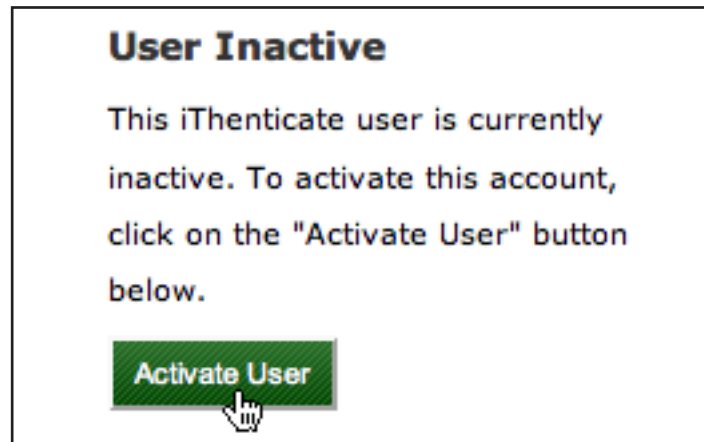 User Inactive
This iThenticate user is currently
inactive. To activate this account,
click on the "Activate User" button
below.
Activate User